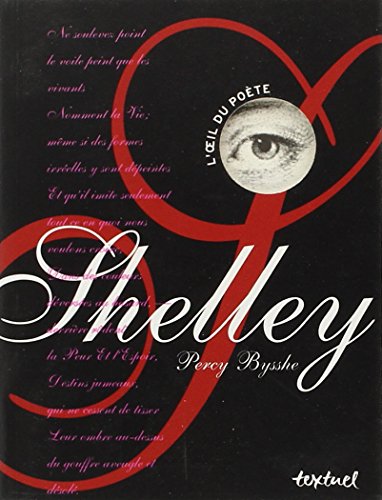 Ne soulevez point
le voile peint que les
vivants
Nomment la Vie;
même si des formes
irréelles y sont dépeintes
Et qu'il imite seulement
tout ce en quoi nous
voulons
L'ŒIL DU POÈTE
Shelley
Percy Bysshe
la Peur Et l'Espoir,
Destins jumeaux,
qui ne cessent de tisser
Leur ombre au-dessus
du gouffre aveugle et
désolé.
textuel